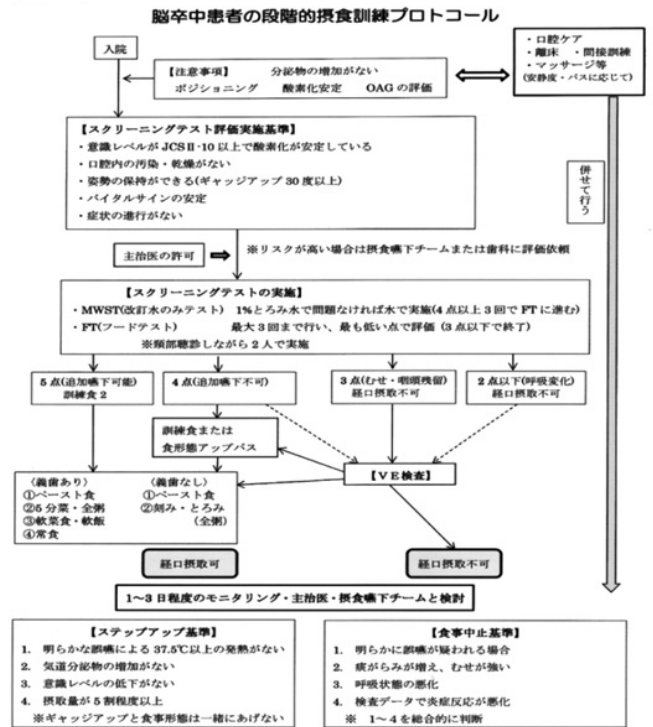 脳卒中患者の段階的摂食訓練プロトコール
入院
【注意事項】 分泌物の増加がない
ポジショニング 酸素化安定 OAGの評価
・口腔ケア
・離床 ・間接訓練
・マッサージ等
(安静度・パスに応じて)
【スクリーニングテスト評価実施基準】
・意識レベルがJCSⅡ-10以上で酸素化が安定している
・口腔内の汚染・乾燥がない
・姿勢の保持ができる(ギャッジアップ30度以上)
・バイタルサインの安定
・症状の進行がない
併せて行う
主治医の許可
※リスクが高い場合は摂食嚥下チームまたは歯科に評価依頼
【スクリーニングテストの実施】
・MWST(改訂水のみテスト) 1%とろみ水で問題なければ水で実施(4点以上3回でFTに進む)
・FT(フードテスト) 最大3回まで行い、最も低い点で評価 (3点以下で終了)
※頸部聴診しながら2人で実施
5点(追加嚥下可能)
訓練食2
4点(追加嚥下不可)
3点(むせ・咽頭残留)
経口摂取不可
2点以下(呼吸変化)
経口摂取不可
訓練食または
食形態アップパス
【VE検査】
〈義歯あり〉
①ペースト食
②5分菜・全粥
③軟菜食・軟飯
④常食
〈義歯なし〉
①ペースト食
②刻み・とろみ
(全粥)
経口摂取可
経口摂取不可
1~3日程度のモニタリング・主治医・摂食嚥下チームと検討
【ステップアップ基準】
1. 明らかな誤嚥による37.5℃以上の発熱がない
2. 気道分泌物の増加がない
3. 意識レベルの低下がない
4. 摂取量が5割程度以上
※ギャッジアップと食事形態は一緒にあげない
【食事中止基準】
1. 明らかに誤嚥が疑われる場合
2. 痰がらみが増え、むせが強い
3. 呼吸状態の悪化
4. 検査データで炎症反応が悪化
※ 1~4を総合的に判断